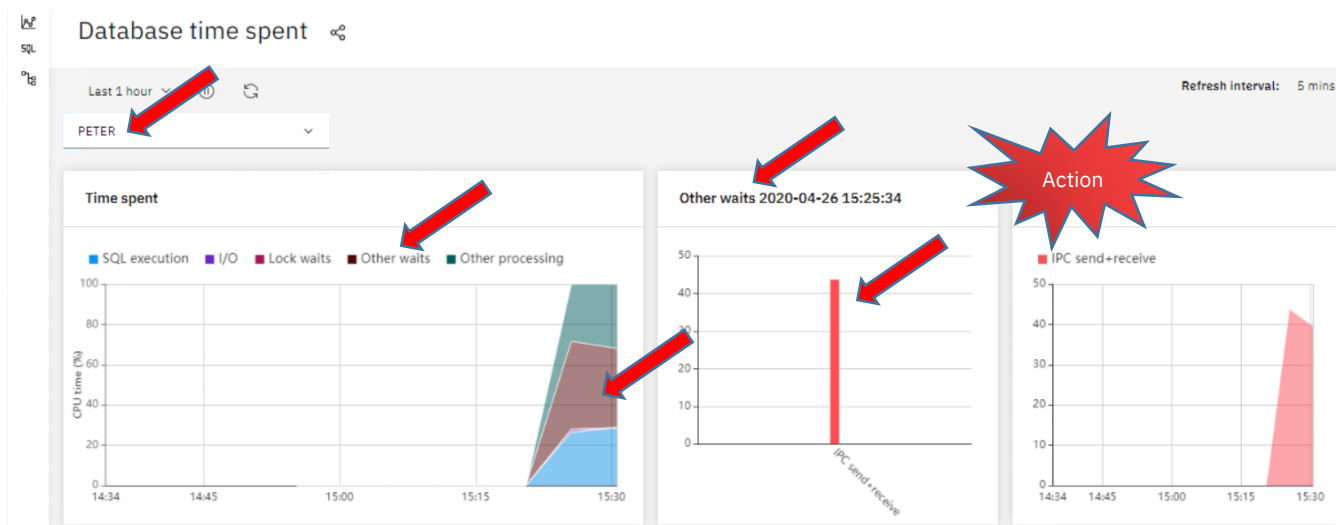 Database time spent
SQL
Last 1 hour
Refresh interval: 5 mins
PETER
Action
Time spent
Other waits 2020-04-26 15:25:34
SQL execution I/O Lock waits Other waits Other processing
100
80
60
40
20
0
CPU time (%)
14:34 14:45 15:00 15:15 15:30
50
40
30
20
10
0
IPC send+receive
IPC send+receive
50
40
30
20
10
0
14:34 14:45 15:00 15:15 15:30